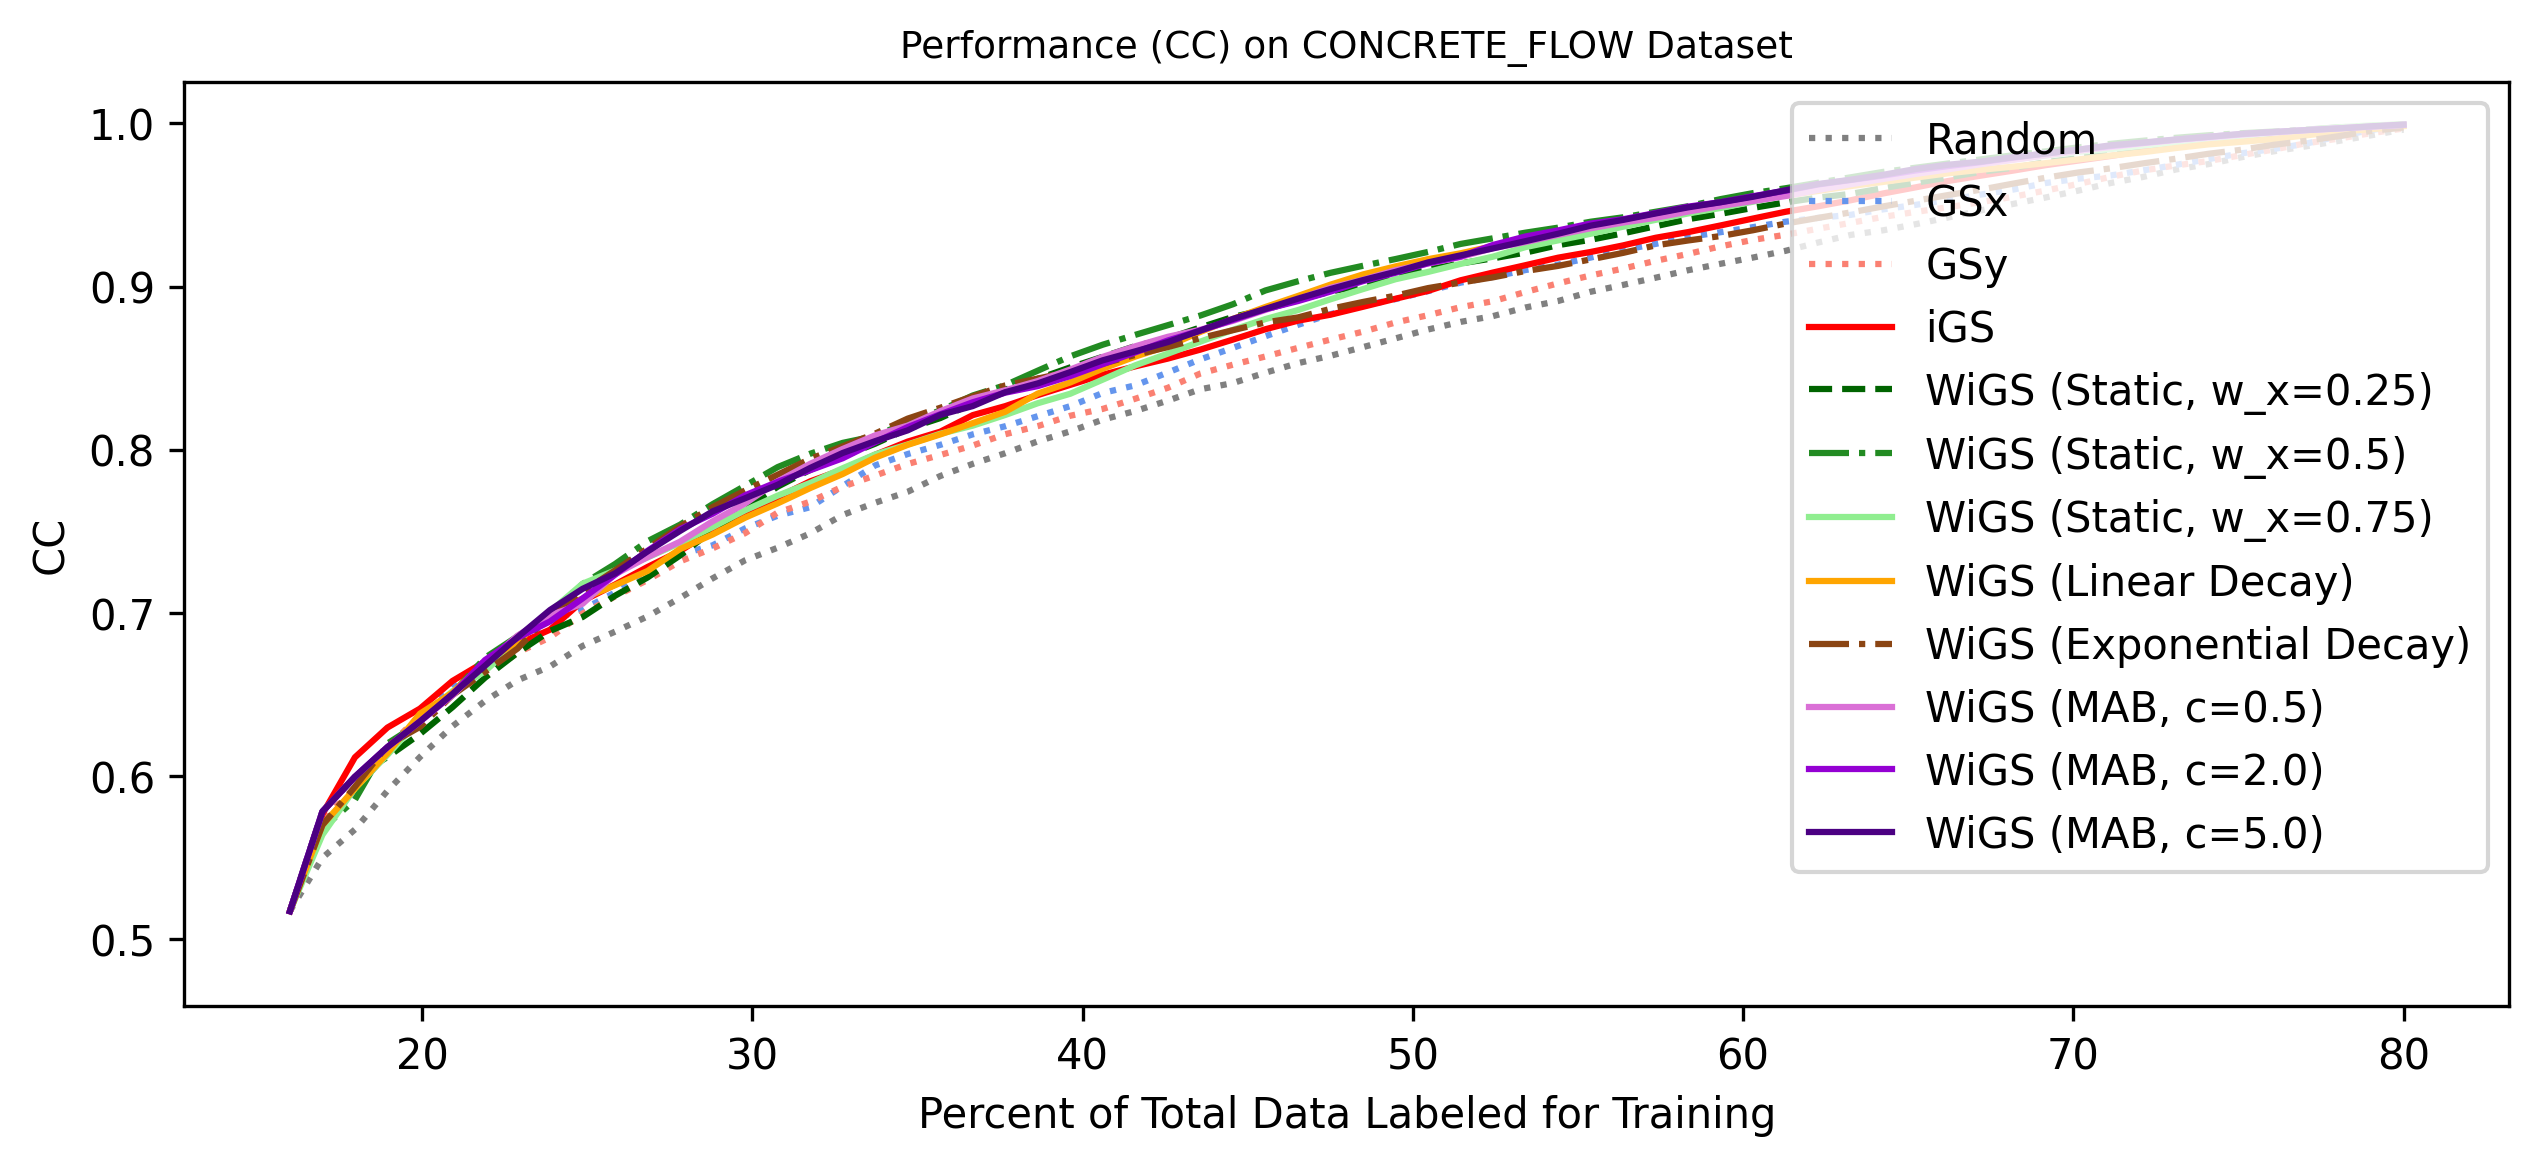 Performance (CC) on CONCRETE_FLOW Dataset
1.0
0.9
0.8
0.7
0.6
0.5
CC
20
30
40
50
60
70
80
Percent of Total Data Labeled for Training
Random
GSx
GSy
iGS
WiGS (Static, w_x=0.25)
WiGS (Static, w_x=0.5)
WiGS (Static, w_x=0.75)
WiGS (Linear Decay)
WiGS (Exponential Decay)
WiGS (MAB, c=0.5)
WiGS (MAB, c=2.0)
WiGS (MAB, c=5.0)